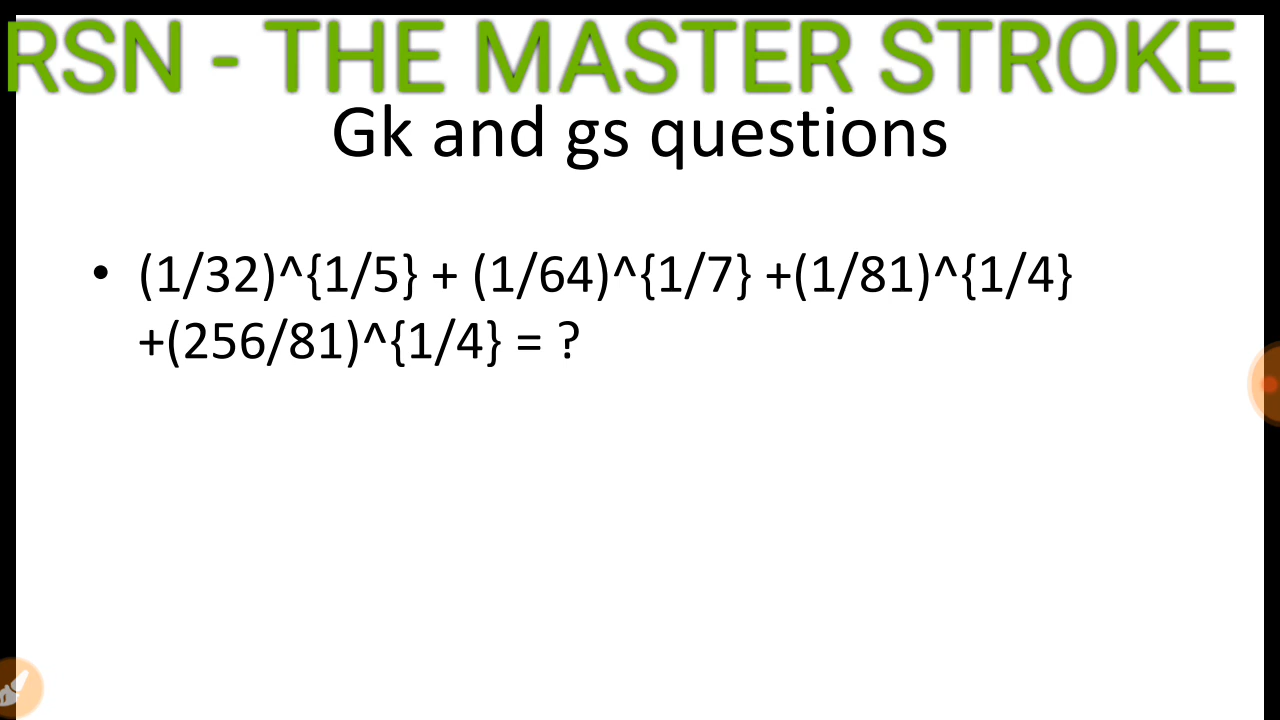 RSN - THE MASTER STROKE
Gk and gs questions
• (1/32)^{1/5} + (1/64)^{1/7} +(1/81)^{1/4}
+(256/81)^{1/4} = ?